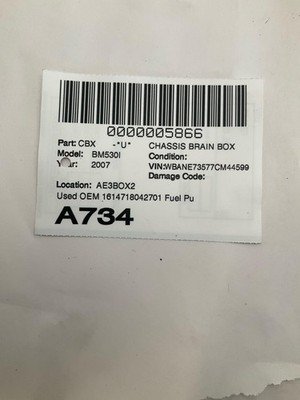 0000005866
Part: CBX -*U* CHASSIS BRAIN BOX
Model: BM530I Condition:
Year: 2007 VIN:WBANE73577CM44599
Damage Code:
Location: AE3BOX2
Used OEM 1614718042701 Fuel Pu
A734